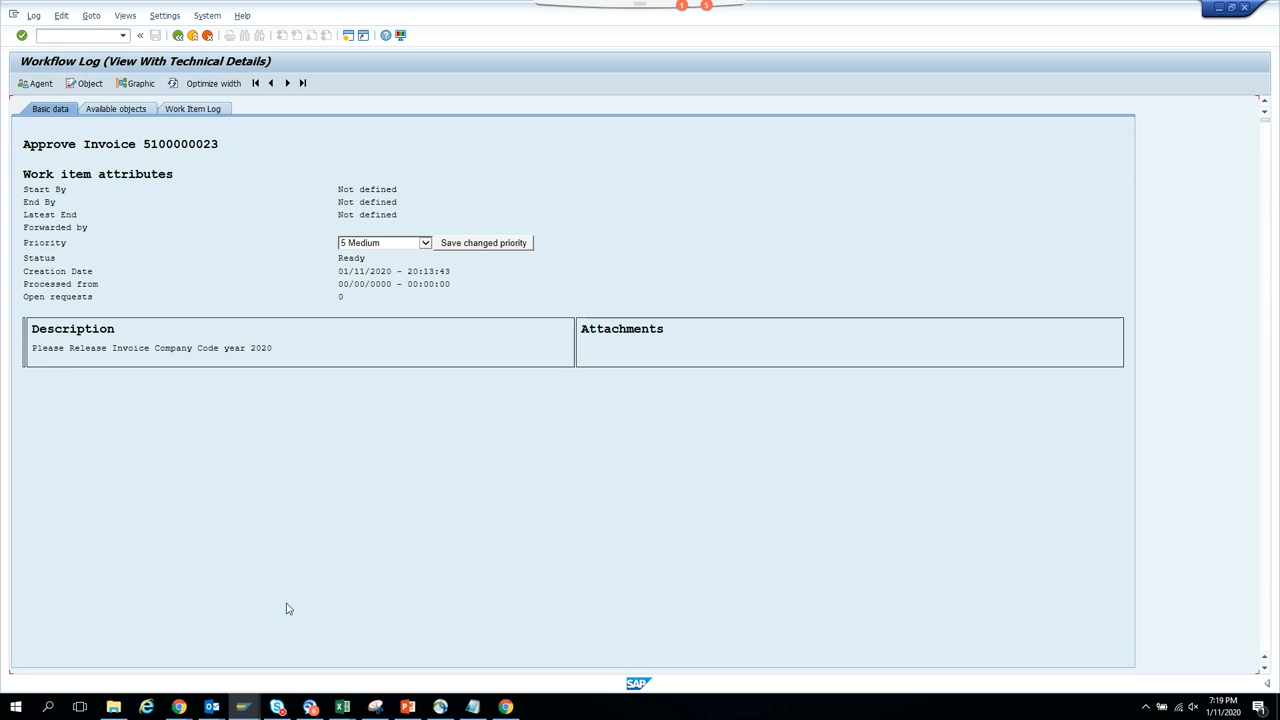 1 5
Log Edit Goto Views Settings System Help
Workflow Log (View With Technical Details)
Agent Object Graphic Optimize width
Basic data Available objects Work Item Log
Approve Invoice 5100000023
Work item attributes
Start By Not defined
End By Not defined
Latest End Not defined
Forwarded by
Priority 5 Medium Save changed priority
Status Ready
Creation Date 01/11/2020 - 20:13:43
Processed from 00/00/0000 - 00:00:00
Open requests 0
Description Attachments
Please Release Invoice Company Code year 2020
SAP
7:19 PM
1/11/2020